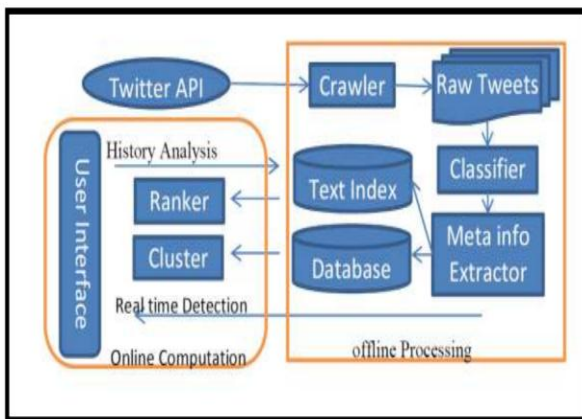 Twitter API
Crawler
Raw Tweets
User Interface
History Analysis
Ranker
Cluster
Real time Detection
Online Computation
Text Index
Database
Classifier
Meta info
Extractor
offline Processing